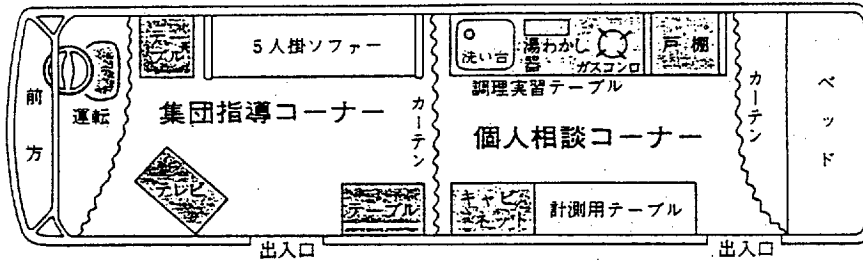 前方
運転
テーブル
5人掛ソファー
集団指導コーナー
テレビ
テーブル
カーテン
洗い台
湯わかし器
ガスコンロ
戸棚
調理実習テーブル
個人相談コーナー
キャビネット
計測用テーブル
カーテン
ベッド
出入口
出入口